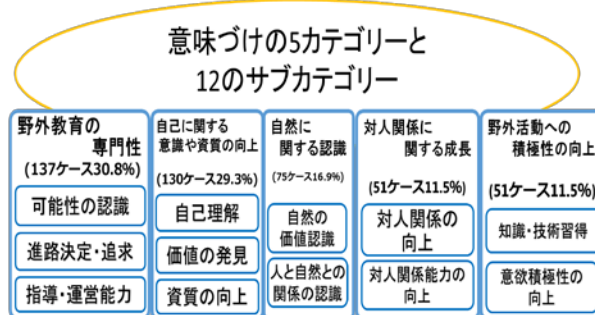 意味づけの5カテゴリーと
12のサブカテゴリー
野外教育の
専門性
(137ケース30.8%)
可能性の認識
進路決定・追求
指導・運営能力
自己に関する
意識や資質の向上
(130ケース29.3%)
自己理解
価値の発見
資質の向上
自然に
関する認識
(75ケース16.9%)
自然の
価値認識
人と自然との
関係の認識
対人関係に
関する成長
(51ケース11.5%)
対人関係の
向上
対人関係能力の
向上
野外活動への
積極性の向上
(51ケース11.5%)
知識・技術習得
意欲積極性の
向上